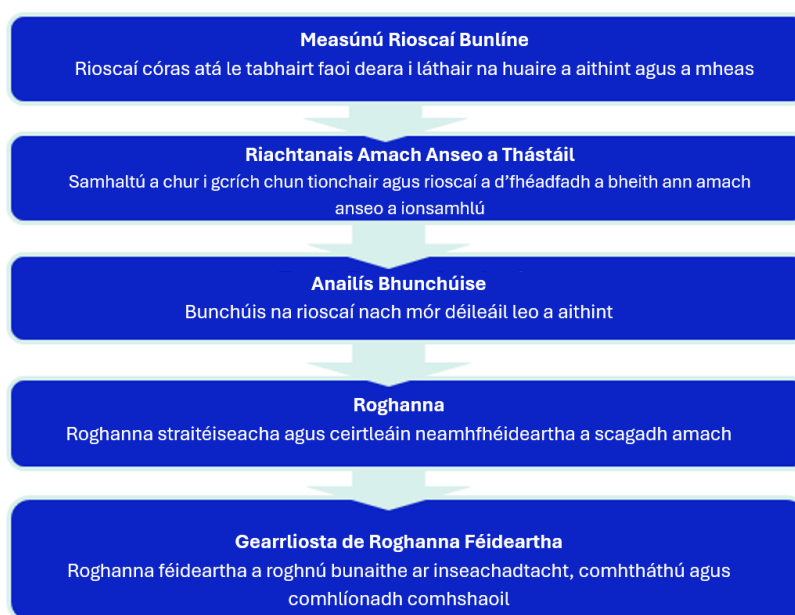 Measúnú Rioscaí Bunlíne
Rioscaí córas atá le tabhairt faoi deara i láthair na huaire a aithint agus a mheas
Riachtanais Amach Anseo a Thástáil
Samhaltú a chur i gcrích chun tionchair agus rioscaí a d’fhéadfadh a bheith ann amach
anseo a ionsamhlú
Anailís Bhunchúise
Bunchúis na rioscaí nach mór déileáil leo a aithint
Roghanna
Roghanna straitéiseacha agus ceirtleáin neamhfhéideartha a scagadh amach
Gearrliosta de Roghanna Féideartha
Roghanna féideartha a roghnú bunaithe ar inseachadtacht, comhtháthú agus
comhlíonadh comhshaoil